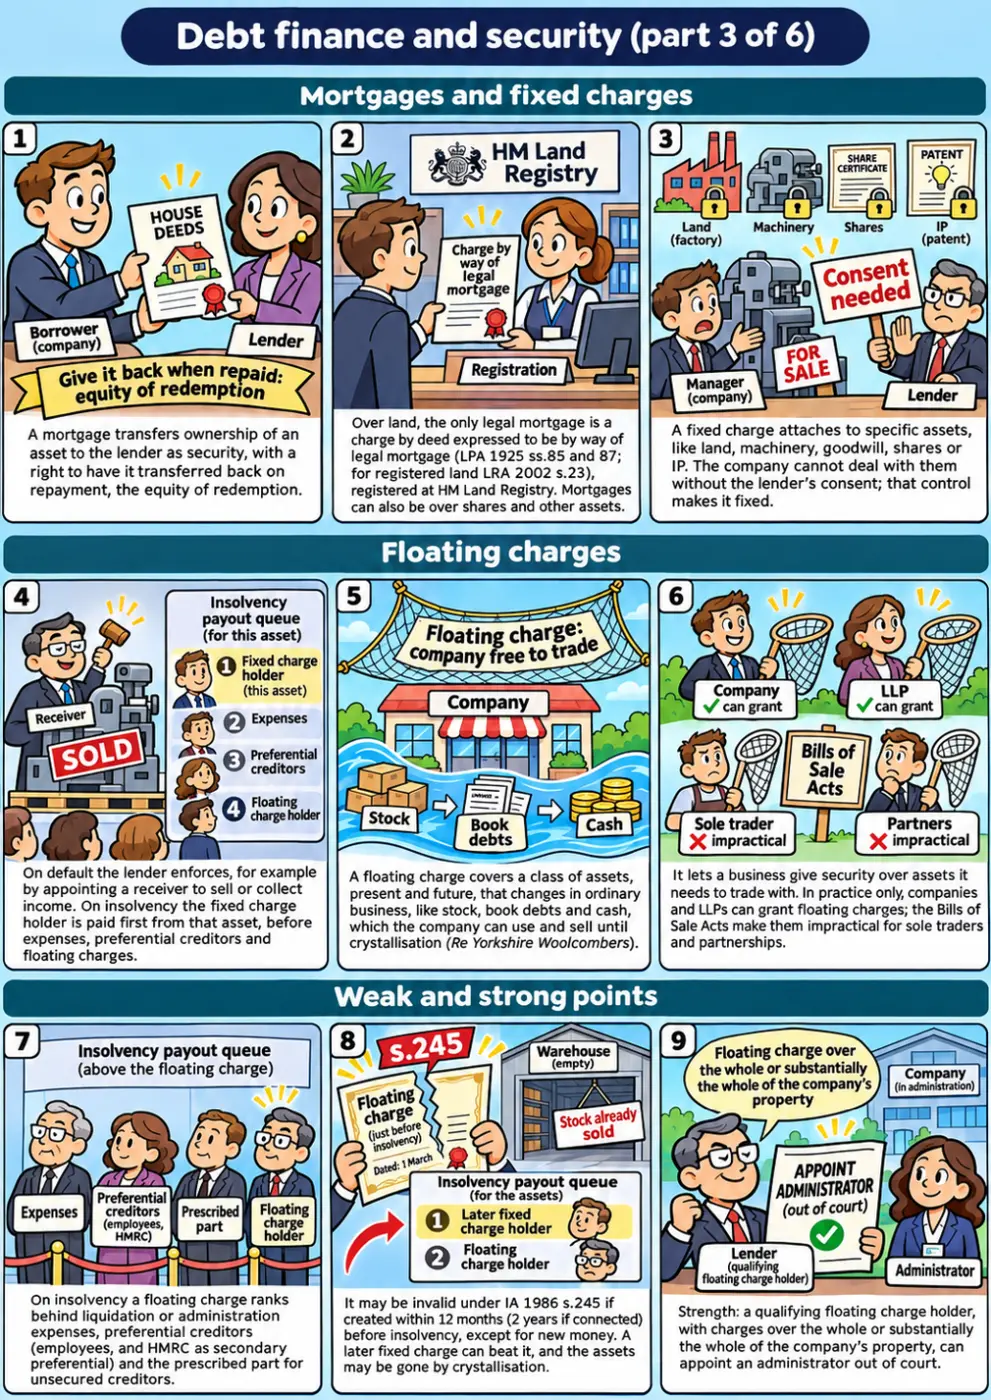 Debt finance and security (part 3 of 6)
Mortgages and fixed charges
1
HOUSE
DEEDS
Borrower
(company)
Lender
Give it back when repaid:
equity of redemption
A mortgage transfers ownership of an
asset to the lender as security, with
a right to have it transferred back on
repayment, the equity of redemption.
2
HM Land
Registry
Charge by
way of
legal
mortgage
Registration
Over land, the only legal mortgage is a
charge by deed expressed to be by way of
legal mortgage (LPA 1925 ss.85 and 87;
for registered land LRA 2002 s.23),
registered at HM Land Registry. Mortgages
can also be over shares and other assets.
3
SHARE
CERTIFICATE
PATENT
Land
(factory)
Machinery
Shares
IP
(patent)
Consent
needed
FOR
SALE
Manager
(company)
Lender
A fixed charge attaches to specific assets,
like land, machinery, goodwill, shares or
IP. The company cannot deal with them
without the lender's consent; that control
makes it fixed.
Floating charges
4
Receiver
SOLD
Insolvency
payout queue
(for this asset)
1 Fixed charge
holder
(this asset)
2 Expenses
3 Preferential
creditors
4 Floating
charge holder
On default the lender enforces, for example
by appointing a receiver to sell or collect
income. On insolvency the fixed charge
holder is paid first from that asset, before
expenses, preferential creditors and
floating charges.
5
Floating charge:
company free to trade
Company
Stock
Book
debts
Cash
A floating charge covers a class of assets,
present and future, that changes in ordinary
business, like stock, book debts and cash,
which the company can use and sell until
crystallisation (Re Yorkshire Woolcombers).
6
Company
✓ can grant
LLP
✓ can grant
Bills of
Sale
Acts
Sole trader
✗ impractical
Partners
✗ impractical
It lets a business give security over assets it
needs to trade with. In practice only, companies
and LLPs can grant floating charges; the Bills of
Sale Acts make them impractical for sole traders
and partnerships.
Weak and strong points
7
Insolvency payout queue
(above the floating charge)
Expenses
Preferential
creditors
(employees,
HMRC)
Prescribed
part
Floating
charge
holder
On insolvency a floating charge ranks
behind liquidation or administration
expenses, preferential creditors
(employees, and HMRC as secondary
preferential) and the prescribed part for
unsecured creditors.
8
s.245
Floating
charge
(just before
insolvency)
Dated: 1 March
Warehouse
(empty)
Stock already
sold
Insolvency payout queue
(for the assets)
1 Later fixed
charge holder
2 Floating
charge holder
It may be invalid under IA 1986 s.245 if
created within 12 months (2 years if connected)
before insolvency, except for new money. A
later fixed charge can beat it, and the assets
may be gone by crystallisation.
9
Floating charge over
the whole or substantially
the whole of the company's
property
Company
(in administration)
APPOINT
ADMINISTRATOR
(out of court)
Lender
(qualifying
floating charge holder)
Administrator
Strength: a qualifying floating charge holder,
with charges over the whole or substantially
the whole of the company's property, can
appoint an administrator out of court.